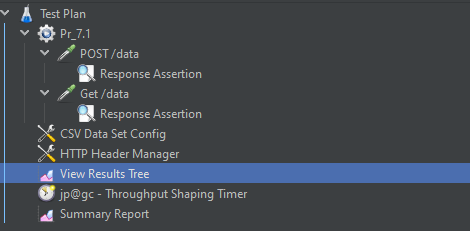 Test Plan
Pr_7.1
POST /data
Response Assertion
Get /data
Response Assertion
CSV Data Set Config
HTTP Header Manager
View Results Tree
jp@gc - Throughput Shaping Timer
Summary Report